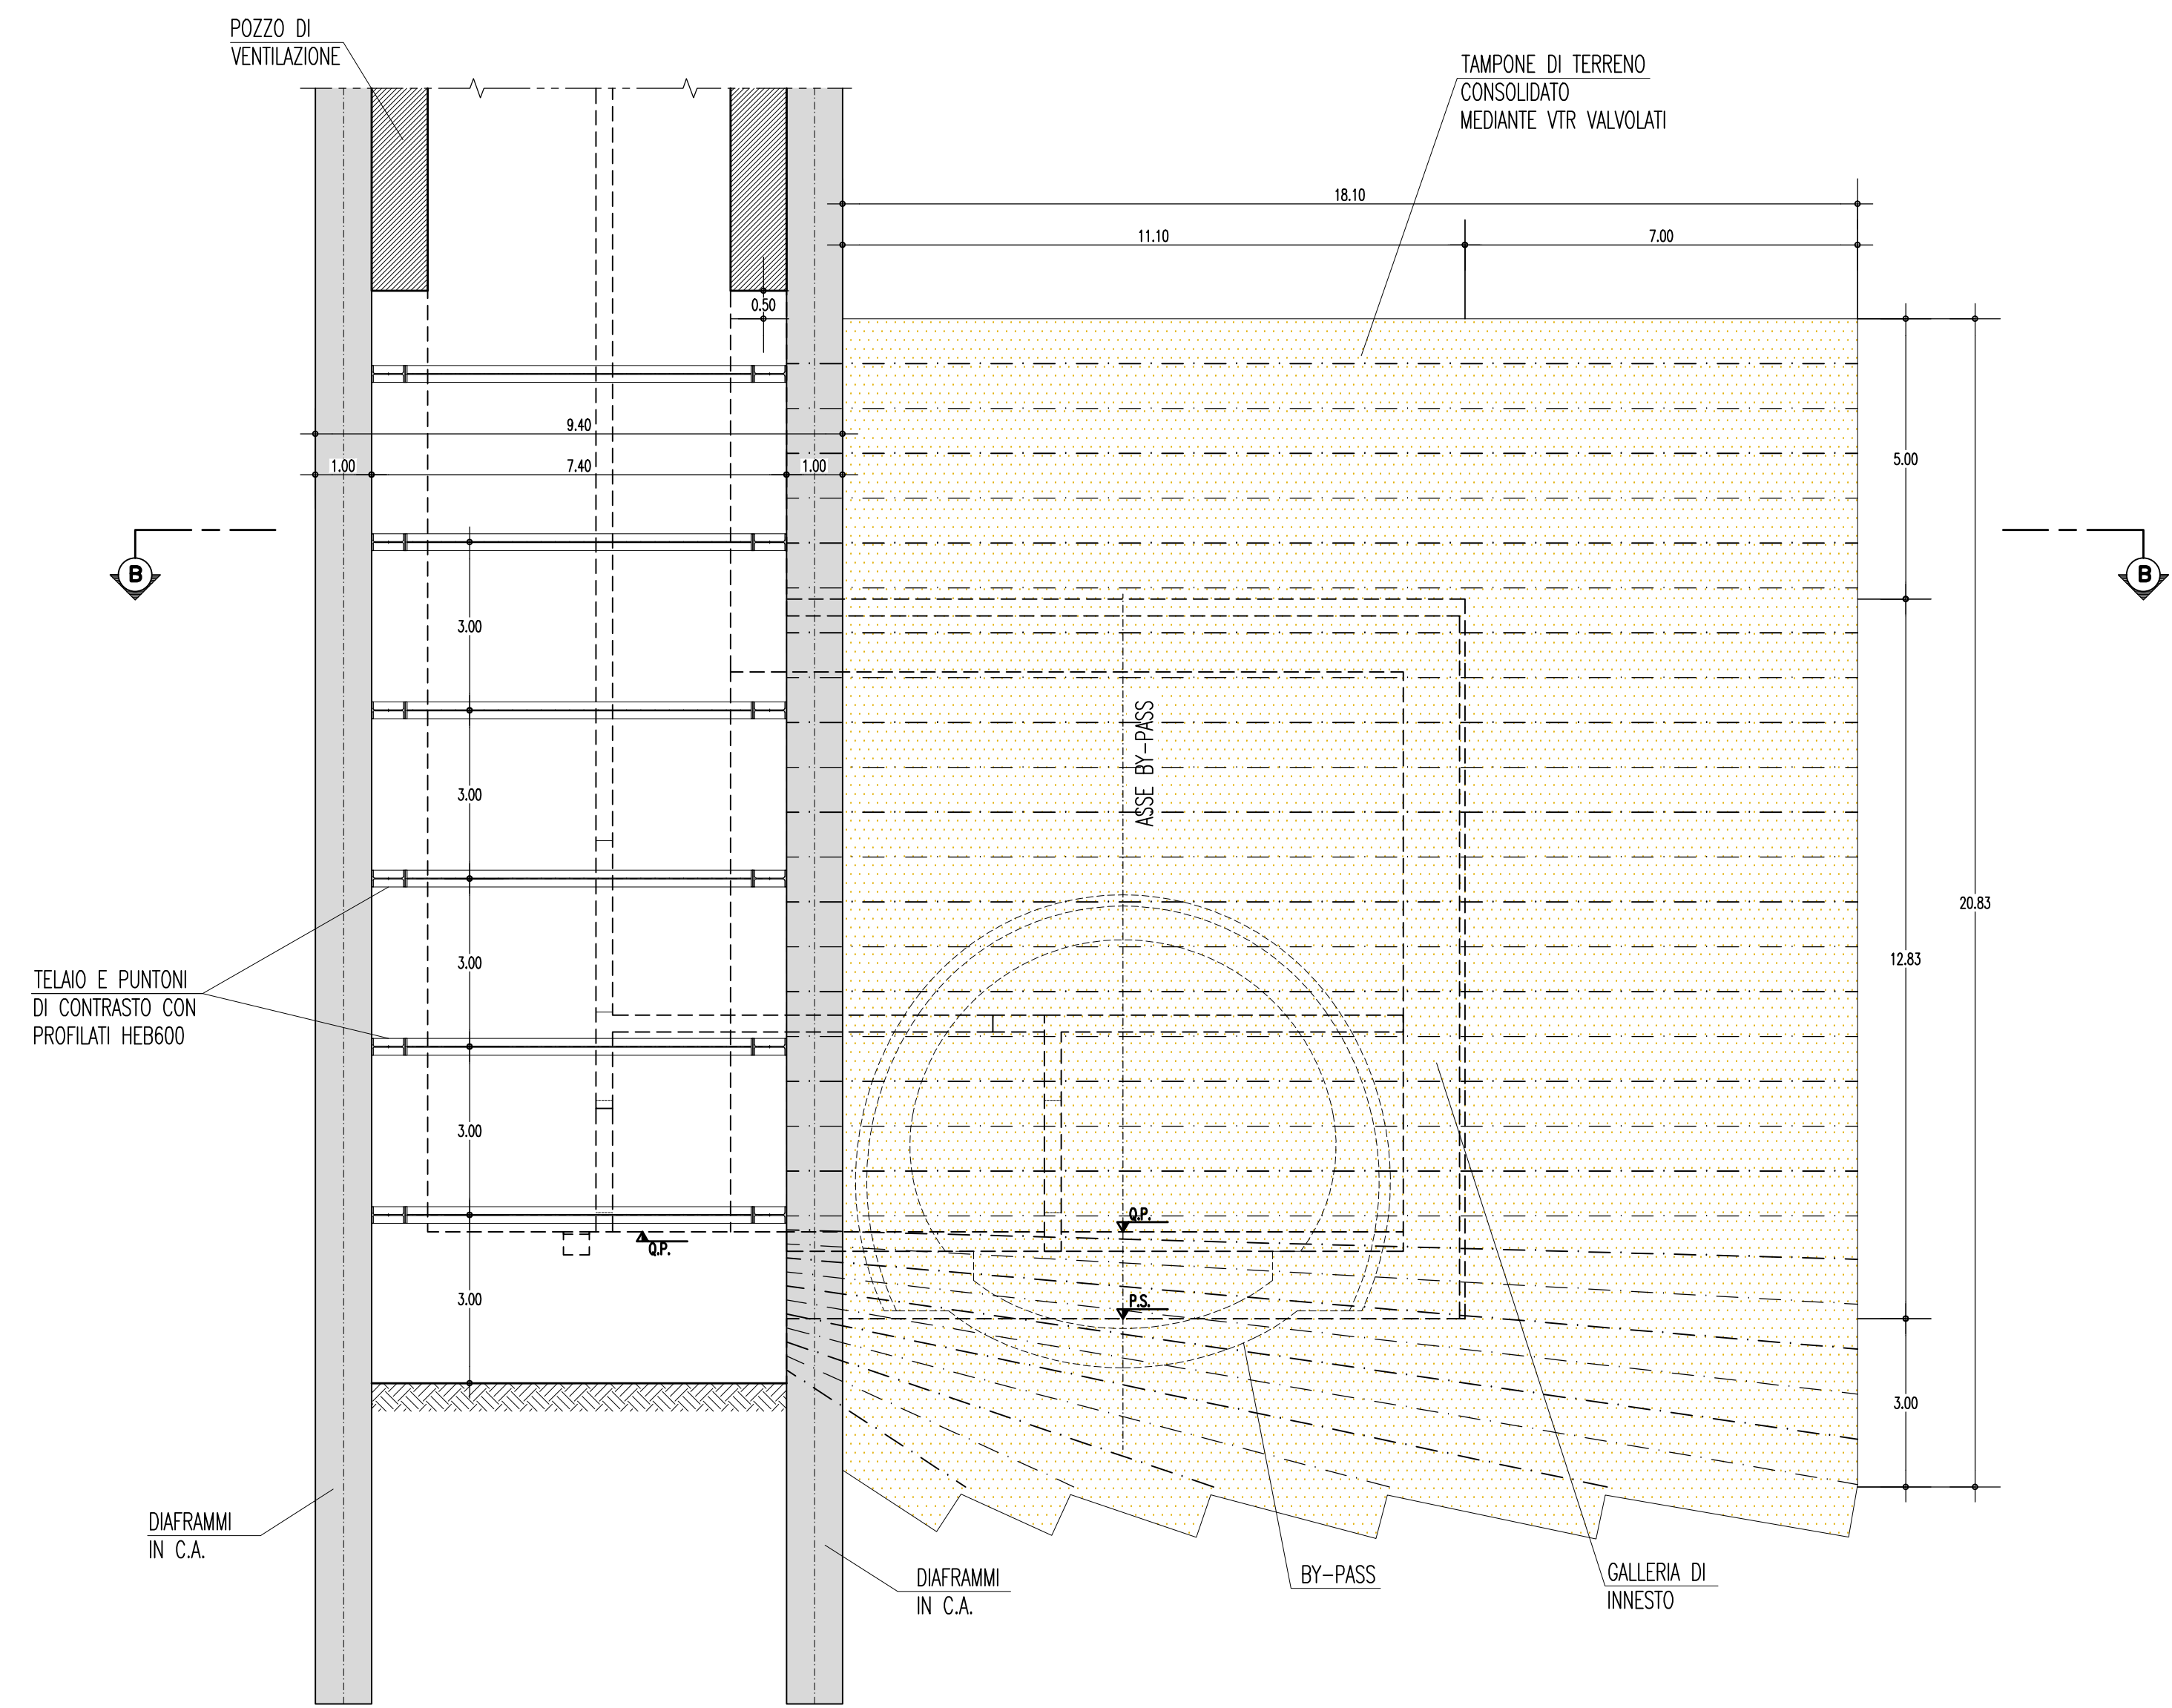 POZZO DI
VENTILAZIONE
TAMPONE DI TERRENO
CONSOLIDATO
MEDIANTE VTR VALVOLATI
18.10
11.10
7.00
0.50
9.40
1.00
7.40
1.00
5.00
B
B
3.00
ASSE BY-PASS
3.00
20.83
12.83
3.00
TELAIO E PUNTONI
DI CONTRASTO CON
PROFILATI HEB600
3.00
Q.P.
Q.P.
3.00
P.S.
3.00
DIAFRAMMI
IN C.A.
DIAFRAMMI
IN C.A.
BY-PASS
GALLERIA DI
INNESTO